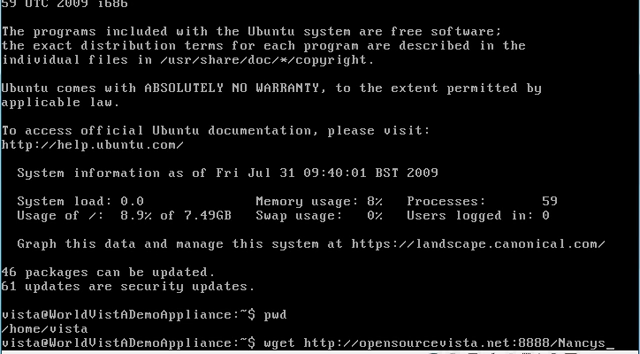 59 UTC 2009 i686
The programs included with the Ubuntu system are free software;
the exact distribution terms for each program are described in the
individual files in /usr/share/doc/*/copyright.
Ubuntu comes with ABSOLUTELY NO WARRANTY, to the extent permitted by
applicable law.
To access official Ubuntu documentation, please visit:
http://help.ubuntu.com/
System information as of Fri Jul 31 09:40:01 BST 2009
System load: 0.0 Memory usage: 8% Processes: 59
Usage of /: 8.9% of 7.49GB Swap usage: 0% Users logged in: 0
Graph this data and manage this system at https://landscape.canonical.com/
46 packages can be updated.
61 updates are security updates.
vista@WorldVistADemoAppliance:~$ pwd
/home/vista
vista@WorldVistADemoAppliance:~$ wget http://opensourcevista.net:8888/Nancys_